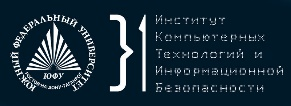 ЮЖНЫЙ ФЕДЕРАЛЬНЫЙ УНИВЕРСИТЕТ
ЮФУ
Институт
Компьютерных
Технологий и
Информационной
Безопасности